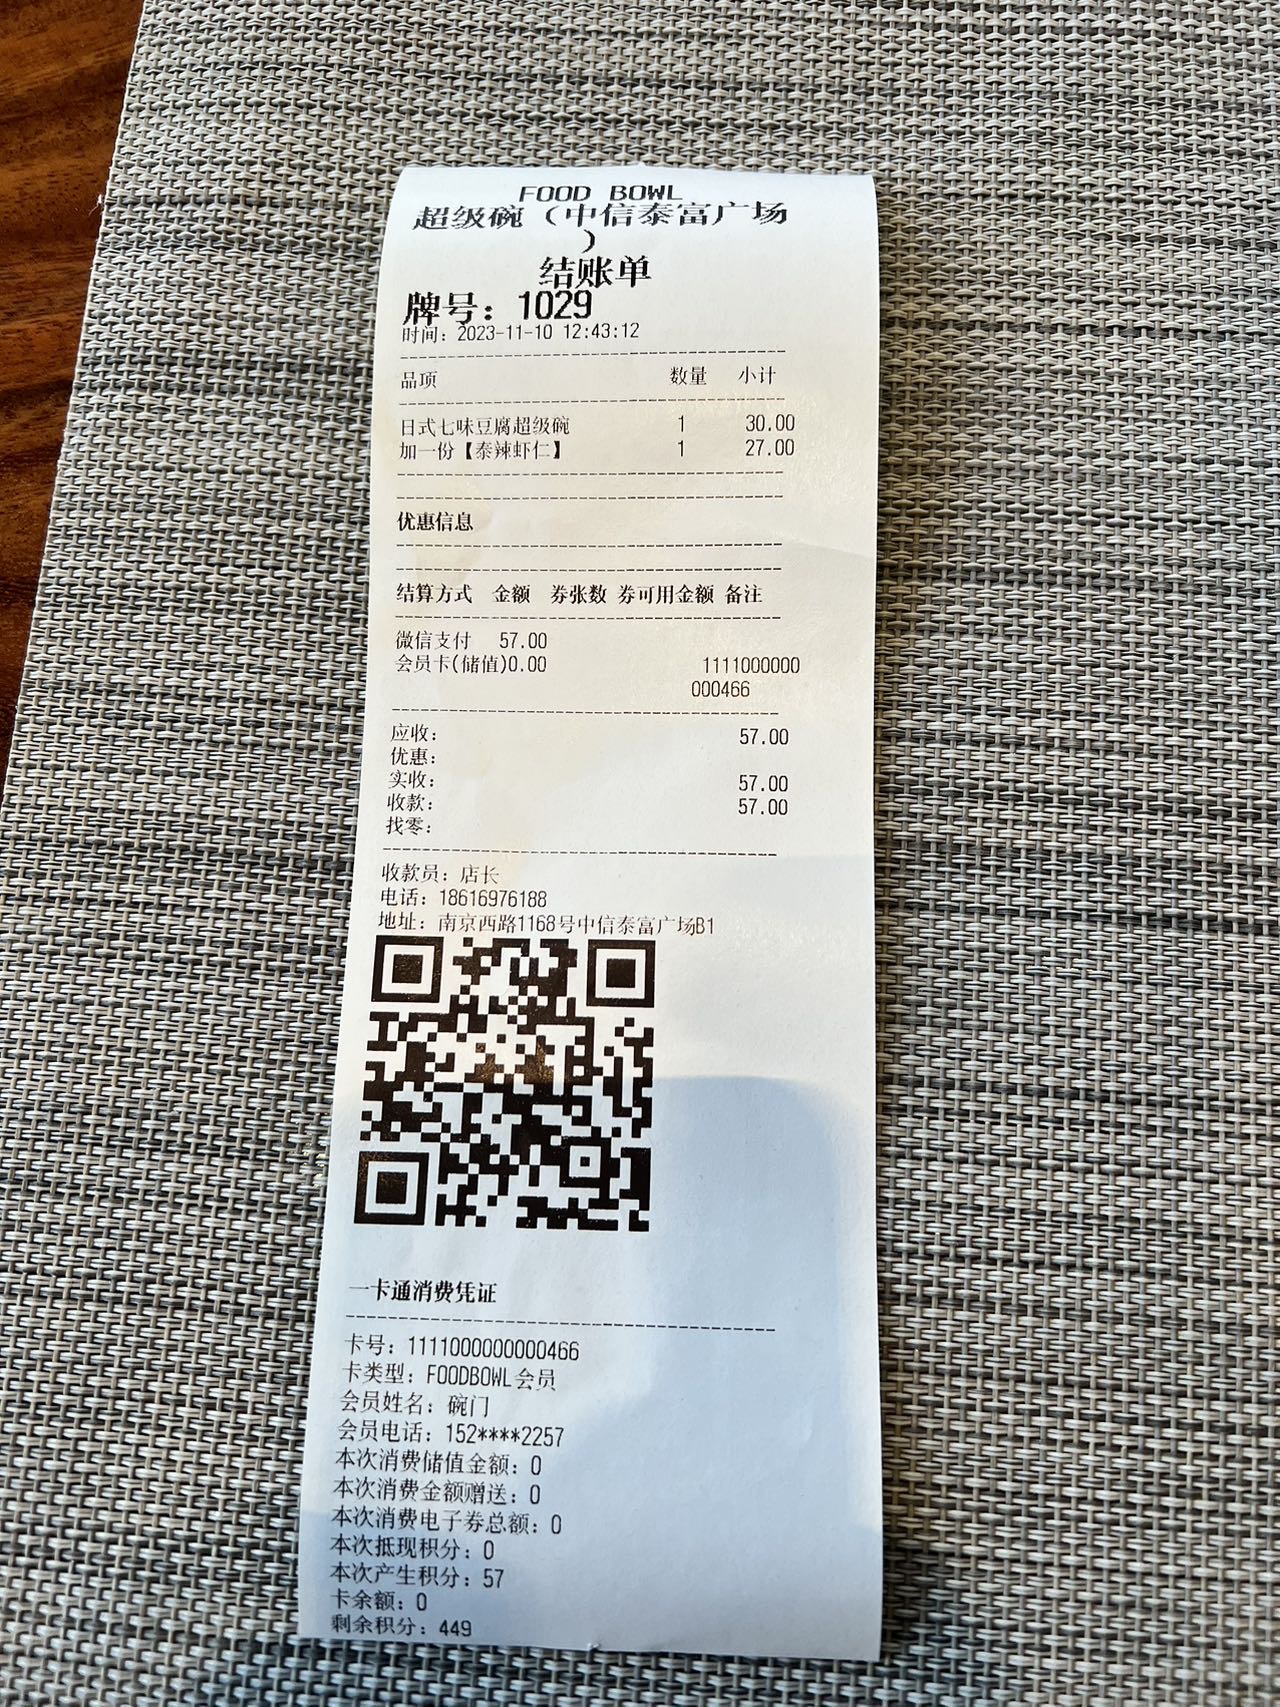 FOOD BOWL
超级碗（中信泰富广场
）
结账单
牌号：1029
时间：2023-11-10 12:43:12
品项 数量 小计
日式七味豆腐超级碗 1 30.00
加一份【泰辣虾仁】 1 27.00
优惠信息
结算方式 金额 券张数 券可用金额 备注
微信支付 57.00
会员卡(储值)0.00 1111000000
000466
应收： 57.00
优惠：
实收： 57.00
收款： 57.00
找零：
收款员：店长
电话：18616976188
地址：南京西路1168号中信泰富广场B1
一卡通消费凭证
卡号：1111000000000466
卡类型：FOODBOWL会员
会员姓名：碗门
会员电话：152****2257
本次消费储值金额：0
本次消费金额赠送：0
本次消费电子券总额：0
本次抵现积分：0
本次产生积分：57
卡余额：0
剩余积分：449